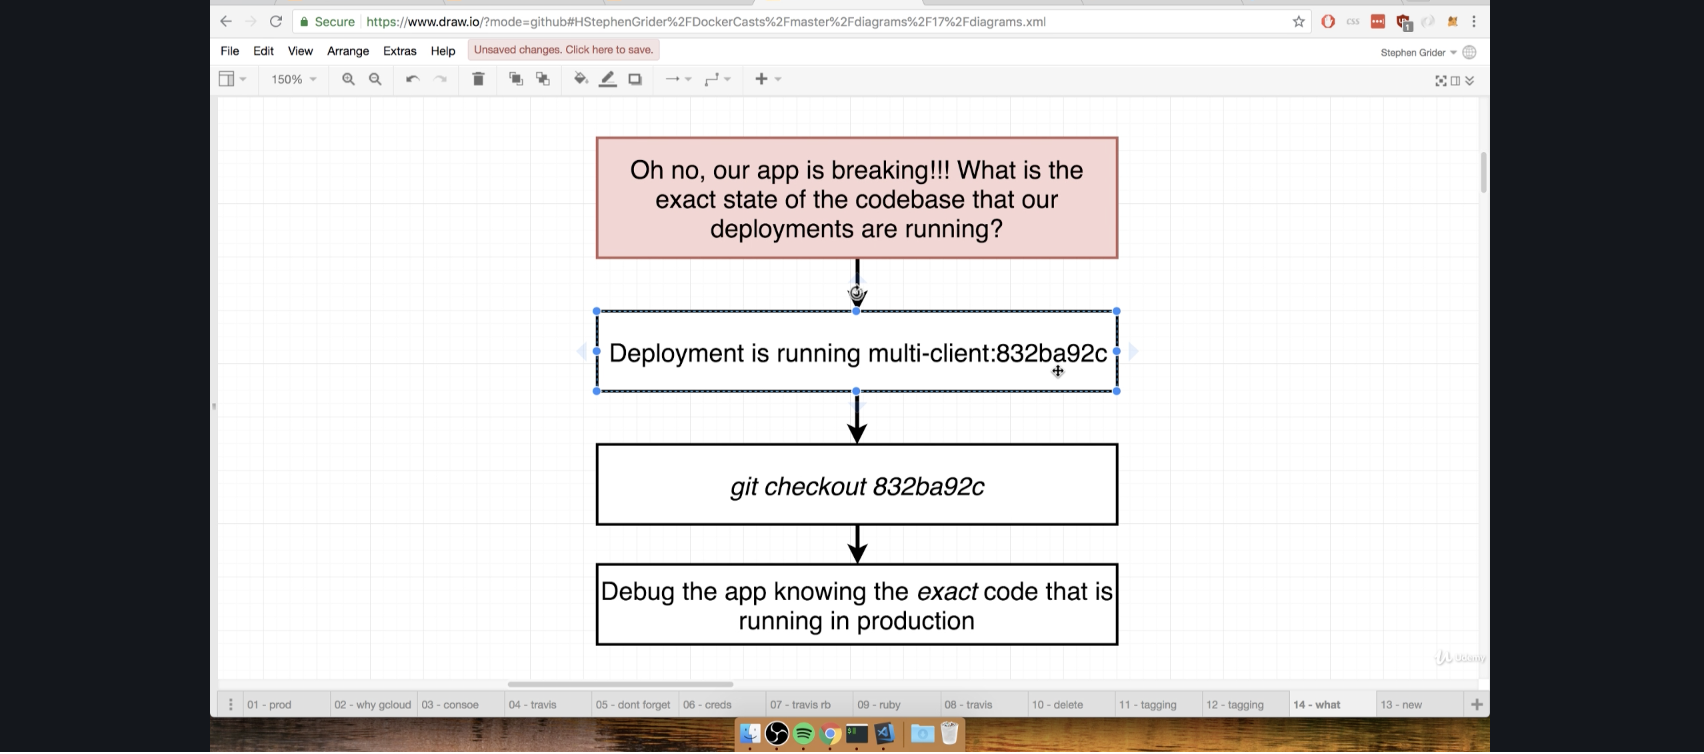 Secure https://www.draw.io/?mode=github#HStephenGrider%2FDockerCasts%2Fmaster%2Fdiagrams%2F17%2Fdiagrams.xml
File Edit View Arrange Extras Help Unsaved changes. Click here to save. Stephen Grider
150%
Oh no, our app is breaking!!! What is the
exact state of the codebase that our
deployments are running?
Deployment is running multi-client:832ba92c
git checkout 832ba92c
Debug the app knowing the exact code that is
running in production
Udemy
01 - prod 02 - why gcloud 03 - consoe 04 - travis 05 - dont forget 06 - creds 07 - travis rb 09 - ruby 08 - travis 10 - delete 11 - tagging 12 - tagging 14 - what 13 - new